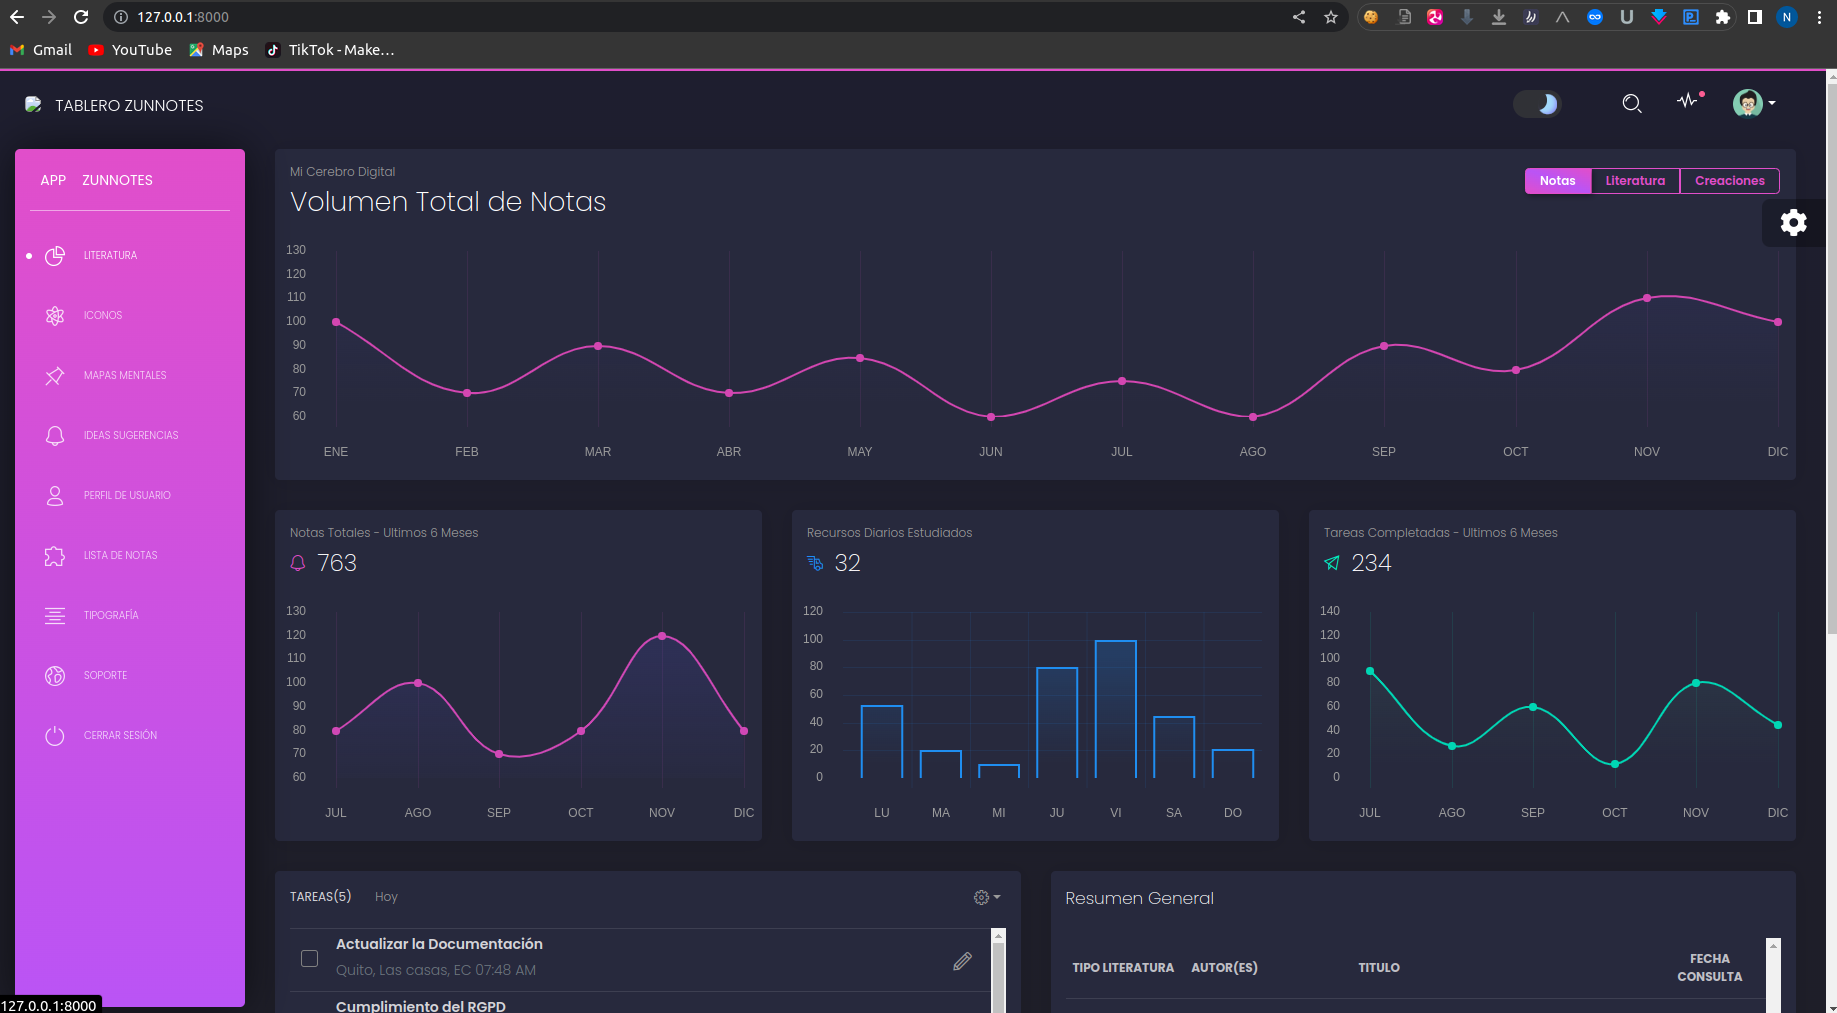 127.0.0.1:8000
Gmail YouTube Maps TikTok - Make...
N
TABLERO ZUNNOTES
APP ZUNNOTES
LITERATURA
ICONOS
MAPAS MENTALES
IDEAS SUGERENCIAS
PERFIL DE USUARIO
LISTA DE NOTAS
TIPOGRAFÍA
SOPORTE
CERRAR SESIÓN
Mi Cerebro Digital
Volumen Total de Notas
Notas Literatura Creaciones
130
120
110
100
90
80
70
60
ENE FEB MAR ABR MAY JUN JUL AGO SEP OCT NOV DIC
Notas Totales - Ultimos 6 Meses
763
130
120
110
100
90
80
70
60
JUL AGO SEP OCT NOV DIC
Recursos Diarios Estudiados
32
120
100
80
60
40
20
0
LU MA MI JU VI SA DO
Tareas Completadas - Ultimos 6 Meses
234
140
120
100
80
60
40
20
0
JUL AGO SEP OCT NOV DIC
TAREAS(5) Hoy
Actualizar la Documentación
Quito, Las casas, EC 07:48 AM
Cumplimiento del RGPD
Resumen General
TIPO LITERATURA AUTOR(ES) TITULO FECHA
CONSULTA
127.0.0.1:8000